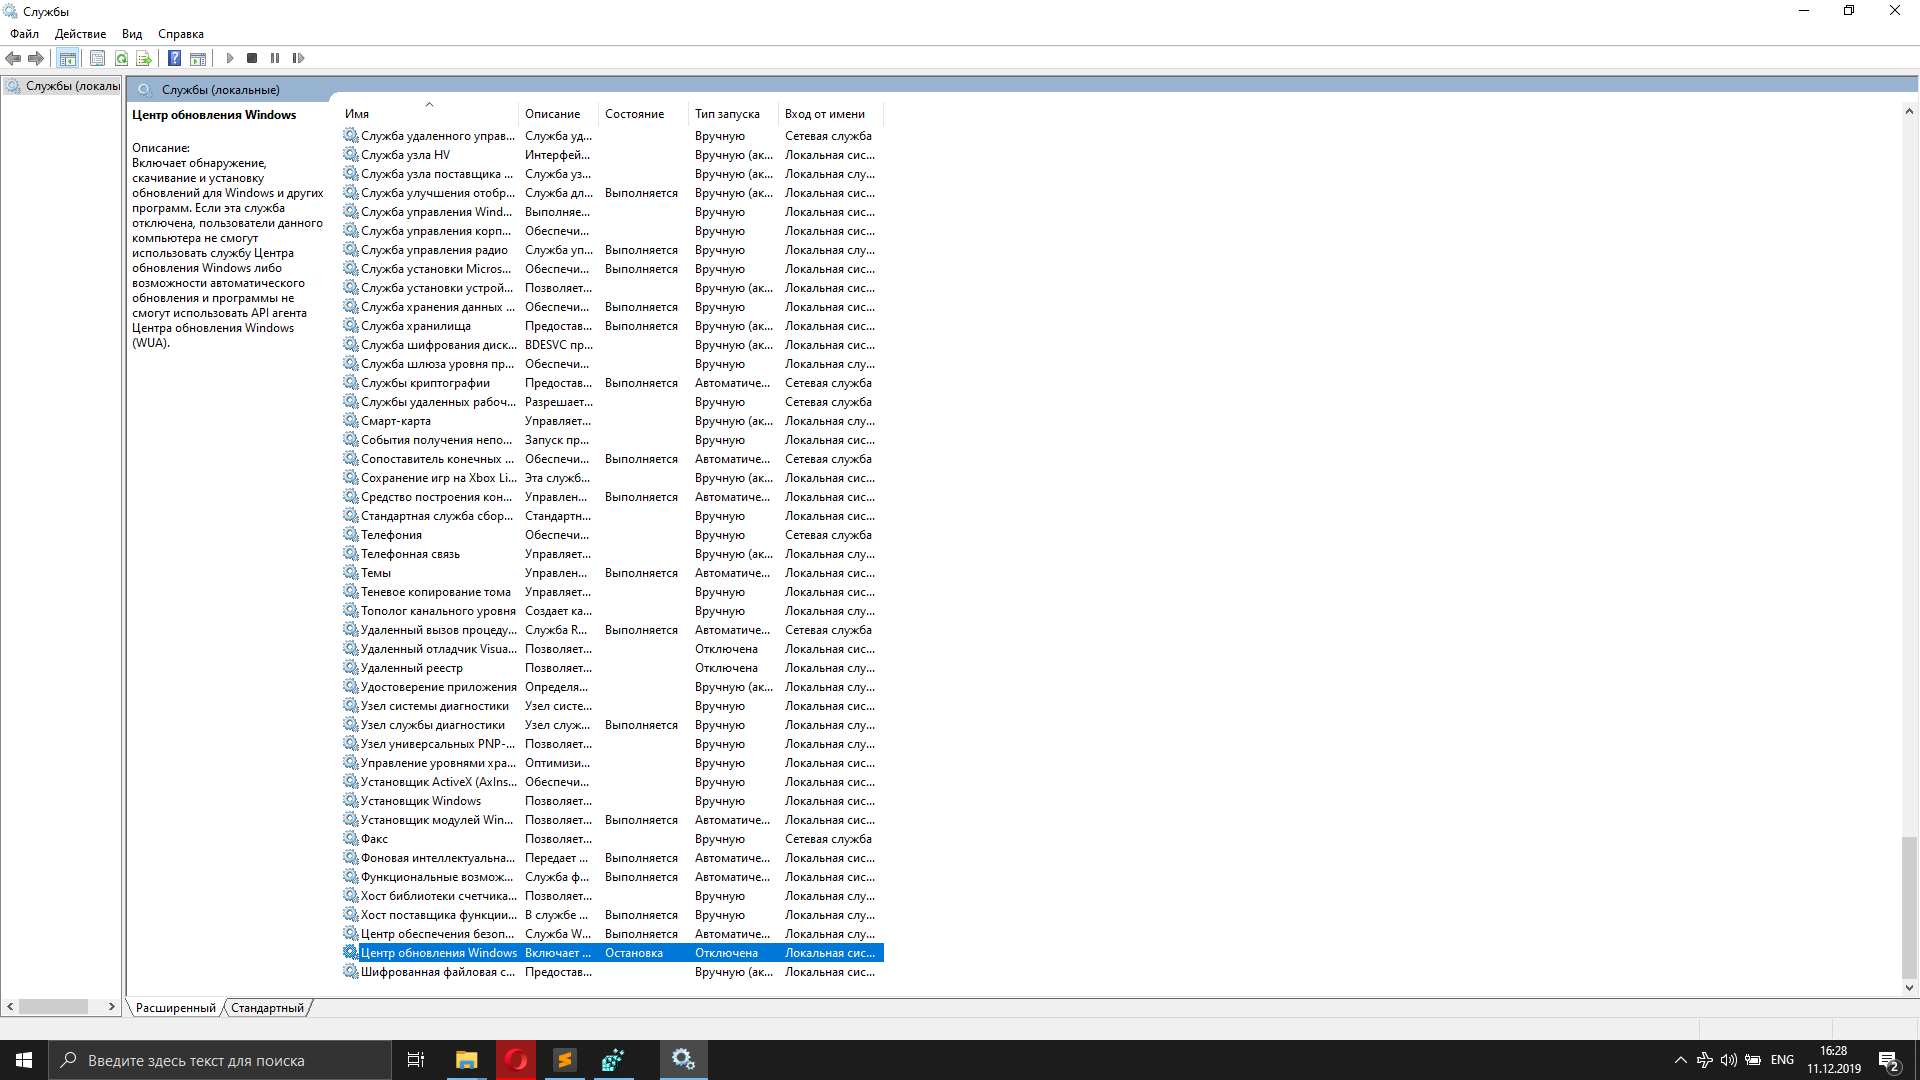 Службы
Файл Действие Вид Справка
Службы (локаль
Службы (локальные)
Центр обновления Windows
Описание:
Включает обнаружение,
скачивание и установку
обновлений для Windows и других
программ. Если эта служба
отключена, пользователи данного
компьютера не смогут
использовать службу Центра
обновления Windows либо
возможности автоматического
обновления и программы не
смогут использовать API агента
Центра обновления Windows
(WUA).
Имя Описание Состояние Тип запуска Вход от имени
Служба удаленного управ... Служба уд... Вручную Сетевая служба
Служба узла HV Интерфей... Вручную (ак... Локальная сис...
Служба узла поставщика ... Служба уз... Вручную (ак... Локальная слу...
Служба улучшения отобр... Служба дл... Выполняется Вручную (ак... Локальная сис...
Служба управления Wind... Выполняе... Вручную Локальная сис...
Служба управления корп... Обеспечи... Вручную Локальная сис...
Служба управления радио Служба уп... Выполняется Вручную Локальная слу...
Служба установки Micros... Обеспечи... Выполняется Вручную Локальная сис...
Служба установки устрой... Позволяет... Вручную (ак... Локальная сис...
Служба хранения данных ... Обеспечи... Выполняется Вручную Локальная сис...
Служба хранилища Предостав... Выполняется Вручную (ак... Локальная сис...
Служба шифрования диск... BDESVC пр... Вручную (ак... Локальная сис...
Служба шлюза уровня пр... Обеспечи... Вручную Локальная слу...
Службы криптографии Предостав... Выполняется Автоматиче... Сетевая служба
Службы удаленных рабоч... Разрешает... Вручную Сетевая служба
Смарт-карта Управляет... Вручную (ак... Локальная слу...
События получения непо... Запуск пр... Вручную Локальная сис...
Сопоставитель конечных ... Обеспечи... Выполняется Автоматиче... Сетевая служба
Сохранение игр на Xbox Li... Эта служб... Вручную (ак... Локальная сис...
Средство построения кон... Управлен... Выполняется Автоматиче... Локальная сис...
Стандартная служба сбор... Стандартн... Вручную Локальная сис...
Телефония Обеспечи... Вручную Сетевая служба
Телефонная связь Управляет... Вручную (ак... Локальная слу...
Темы Управлен... Выполняется Автоматиче... Локальная сис...
Теневое копирование тома Управляет... Вручную Локальная сис...
Тополог канального уровня Создает ка... Вручную Локальная слу...
Удаленный вызов процеду... Служба R... Выполняется Автоматиче... Сетевая служба
Удаленный отладчик Visua... Позволяет... Отключена Локальная сис...
Удаленный реестр Позволяет... Отключена Локальная слу...
Удостоверение приложения Определя... Вручную (ак... Локальная слу...
Узел системы диагностики Узел систе... Вручную Локальная сис...
Узел службы диагностики Узел служ... Выполняется Вручную Локальная слу...
Узел универсальных PNP-... Позволяет... Вручную Локальная слу...
Управление уровнями хра... Оптимизи... Вручную Локальная сис...
Установщик ActiveX (AxIns... Обеспечи... Вручную Локальная сис...
Установщик Windows Позволяет... Вручную Локальная сис...
Установщик модулей Win... Позволяет... Выполняется Автоматиче... Локальная сис...
Факс Позволяет... Вручную Сетевая служба
Фоновая интеллектуальна... Передает ... Выполняется Автоматиче... Локальная сис...
Функциональные возмож... Служба ф... Выполняется Автоматиче... Локальная сис...
Хост библиотеки счетчика... Позволяет... Вручную Локальная слу...
Хост поставщика функции... В службе ... Выполняется Вручную Локальная слу...
Центр обеспечения безоп... Служба W... Выполняется Автоматиче... Локальная слу...
Центр обновления Windows Включает ... Остановка Отключена Локальная сис...
Шифрованная файловая с... Предостав... Вручную (ак... Локальная сис...
Расширенный Стандартный
Введите здесь текст для поиска
ENG
16:28
11.12.2019
2